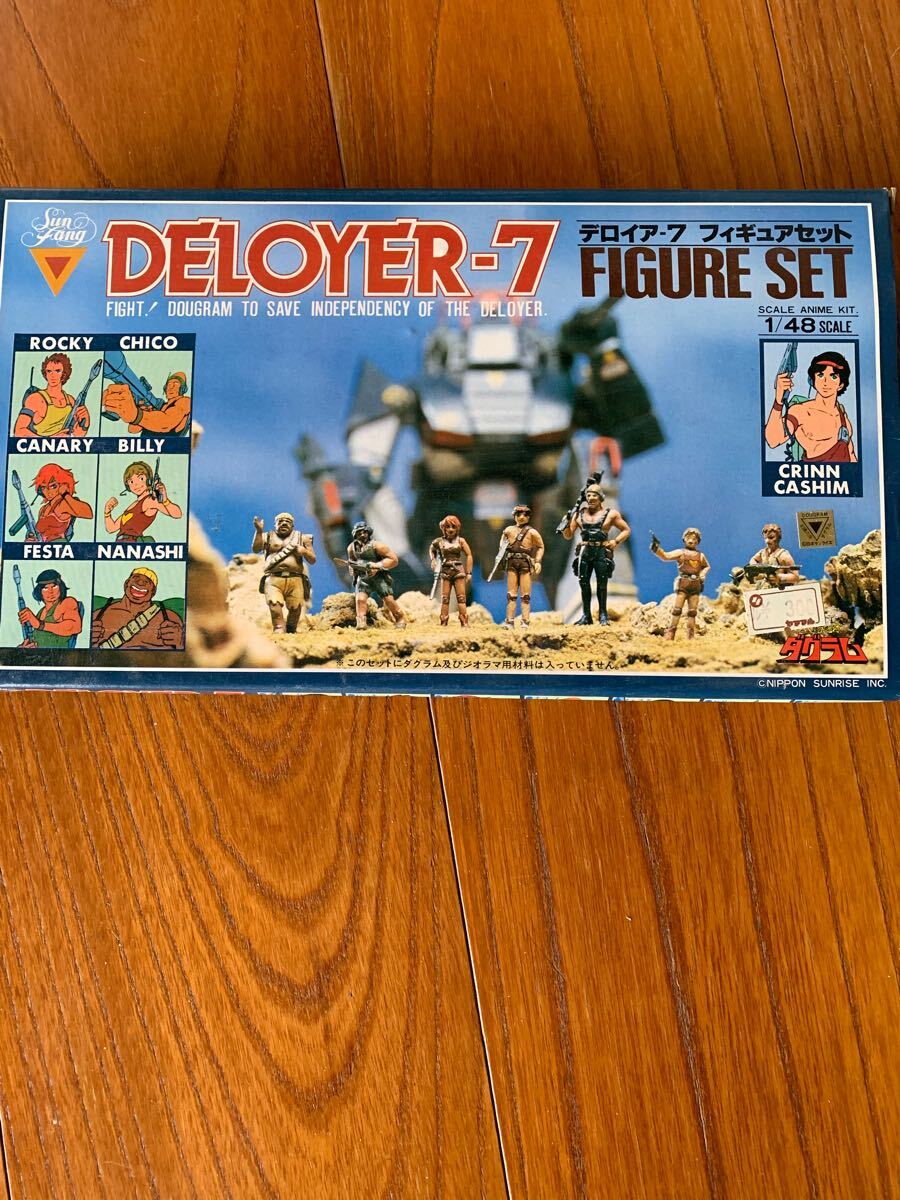 Sun Fang
DELOYER-7
FIGHT! DOUGRAM TO SAVE INDEPENDENCY OF THE DELOYER.
デロイア-7 フィギュアセット
FIGURE SET
SCALE ANIME KIT.
1/48 SCALE
ROCKY CHICO
CANARY BILLY
FESTA NANASHI
CRINN
CASHIM
DOUGRAM
300
ダグラム
※このセットにダグラム及びジオラマ用材料は入っていません。
©NIPPON SUNRISE INC.